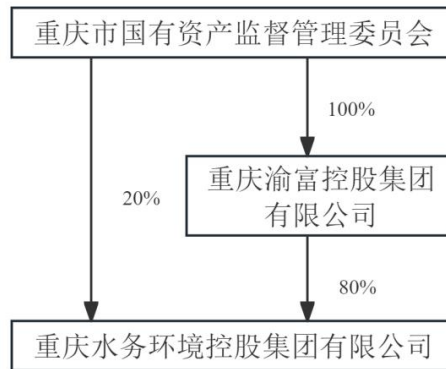 重庆市国有资产监督管理委员会
100%
重庆渝富控股集团
有限公司
20%
80%
重庆水务环境控股集团有限公司